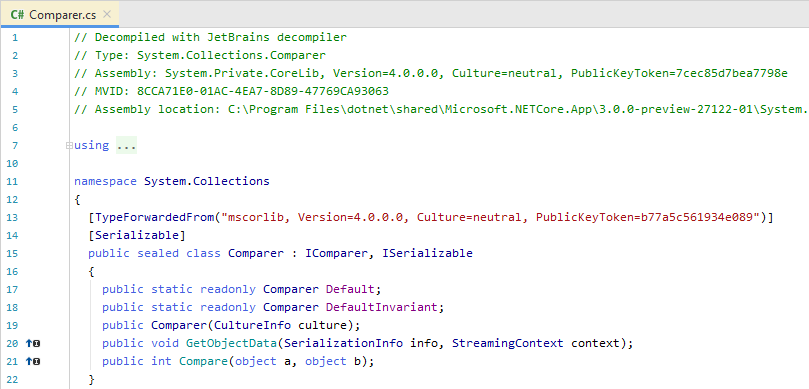 C# Comparer.cs ×
1 // Decompiled with JetBrains decompiler
2 // Type: System.Collections.Comparer
3 // Assembly: System.Private.CoreLib, Version=4.0.0.0, Culture=neutral, PublicKeyToken=7cec85d7bea7798e
4 // MVID: 8CCA71E0-01AC-4EA7-8D89-47769CA93063
5 // Assembly location: C:\Program Files\dotnet\shared\Microsoft.NETCore.App\3.0.0-preview-27122-01\System.
6
7 using ...
10
11 namespace System.Collections
12 {
13 [TypeForwardedFrom("mscorlib, Version=4.0.0.0, Culture=neutral, PublicKeyToken=b77a5c561934e089")]
14 [Serializable]
15 public sealed class Comparer : IComparer, ISerializable
16 {
17 public static readonly Comparer Default;
18 public static readonly Comparer DefaultInvariant;
19 public Comparer(CultureInfo culture);
20 public void GetObjectData(SerializationInfo info, StreamingContext context);
21 public int Compare(object a, object b);
22 }